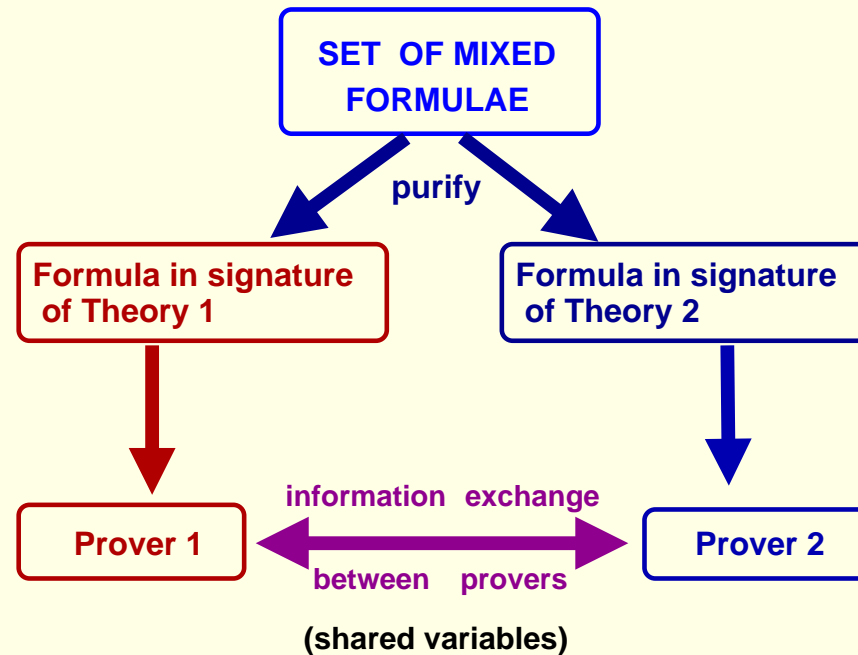 SET OF MIXED
FORMULAE
purify
Formula in signature
of Theory 1
Formula in signature
of Theory 2
information exchange
Prover 1
Prover 2
between provers
(shared variables)